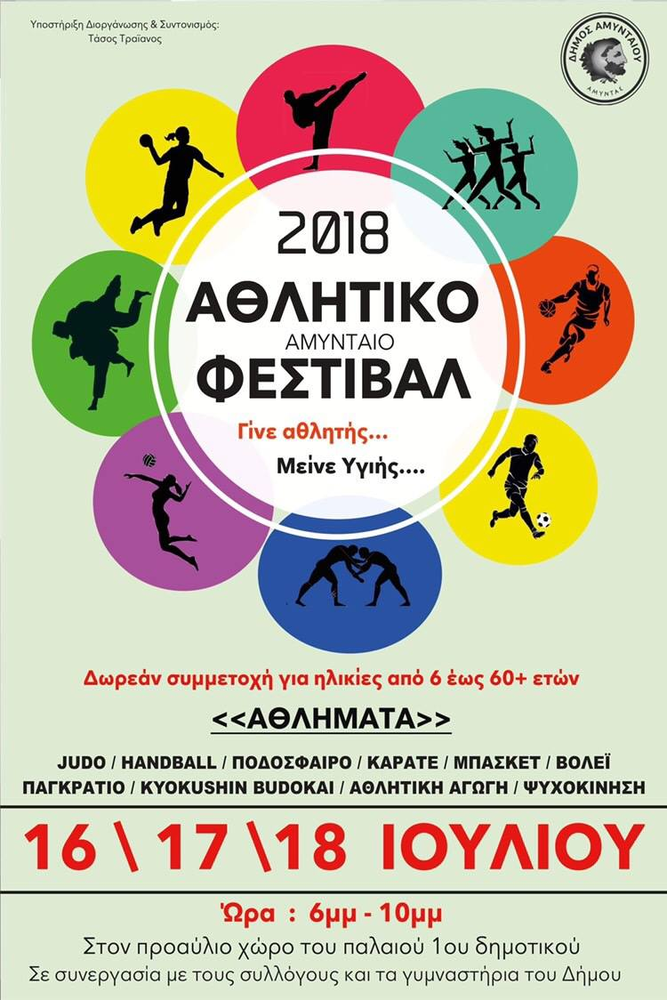 Υποστήριξη Διοργάνωσης & Συντονισμός:
Τάσος Τραϊανος
ΔΗΜΟΣ ΑΜΥΝΤΑΙΟΥ
ΑΜΥΝΤΑΣ
2018
ΑΘΛΗΤΙΚΟ
ΑΜΥΝΤΑΙΟ
ΦΕΣΤΙΒΑΛ
Γίνε αθλητής...
Μείνε Υγιής....
Δωρεάν συμμετοχή για ηλικίες από 6 έως 60+ ετών
<<ΑΘΛΗΜΑΤΑ>>
JUDO / HANDBALL / ΠΟΔΟΣΦΑΙΡΟ / ΚΑΡΑΤΕ / ΜΠΑΣΚΕΤ / ΒΟΛΕΪ
ΠΑΓΚΡΑΤΙΟ / KYOKUSHIN BUDOKAI / ΑΘΛΗΤΙΚΗ ΑΓΩΓΗ / ΨΥΧΟΚΙΝΗΣΗ
16 \ 17 \18 ΙΟΥΛΙΟΥ
Ώρα : 6μμ - 10μμ
Στον προαύλιο χώρο του παλαιού 1ου δημοτικού
Σε συνεργασία με τους συλλόγους και τα γυμναστήρια του Δήμου